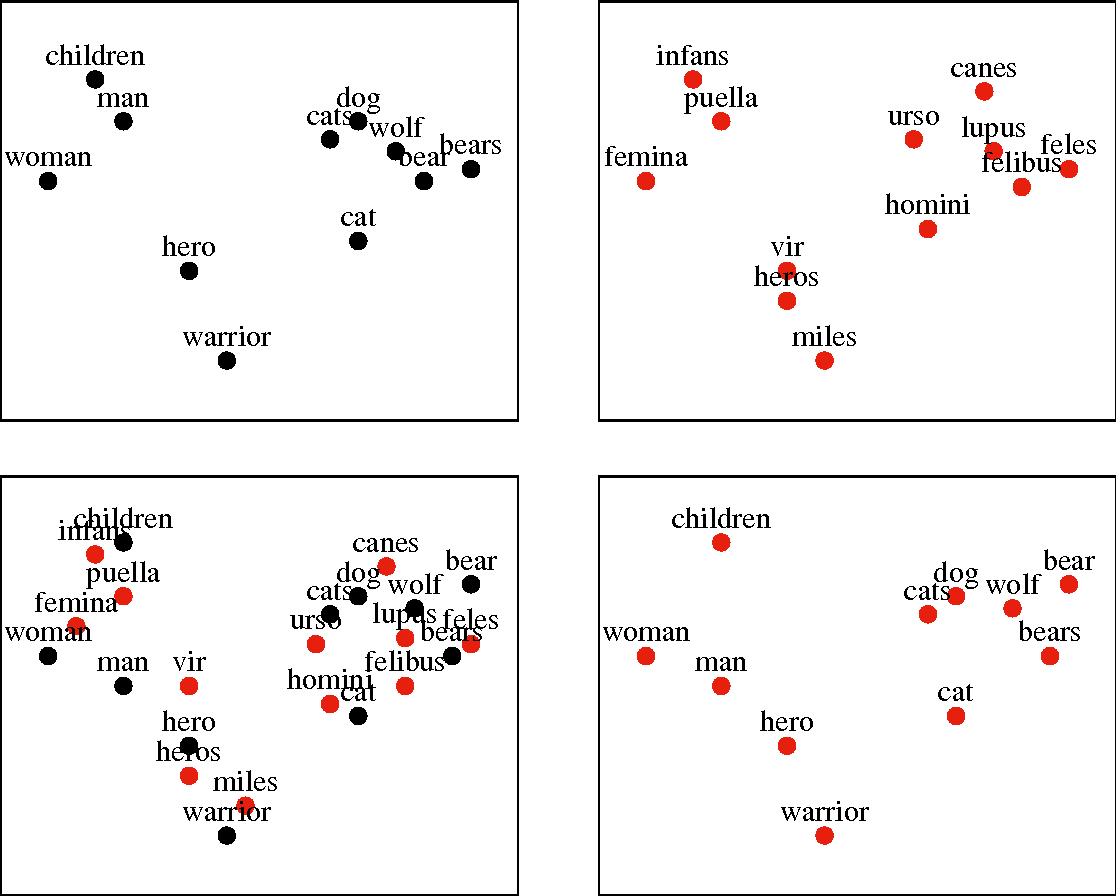 children
man
dog
cats
wolf
bears
woman
bear
cat
hero
warrior
infans
canes
puella
urso
lupus
feles
femina
felibus
homini
vir
heros
miles
children
infans
canes
bear
puella
dog
wolf
femina
cats
lupus
urso
feles
woman
bears
man
vir
felibus
homini
cat
hero
heros
miles
warrior
children
bear
dog
wolf
cats
woman
bears
man
cat
hero
warrior